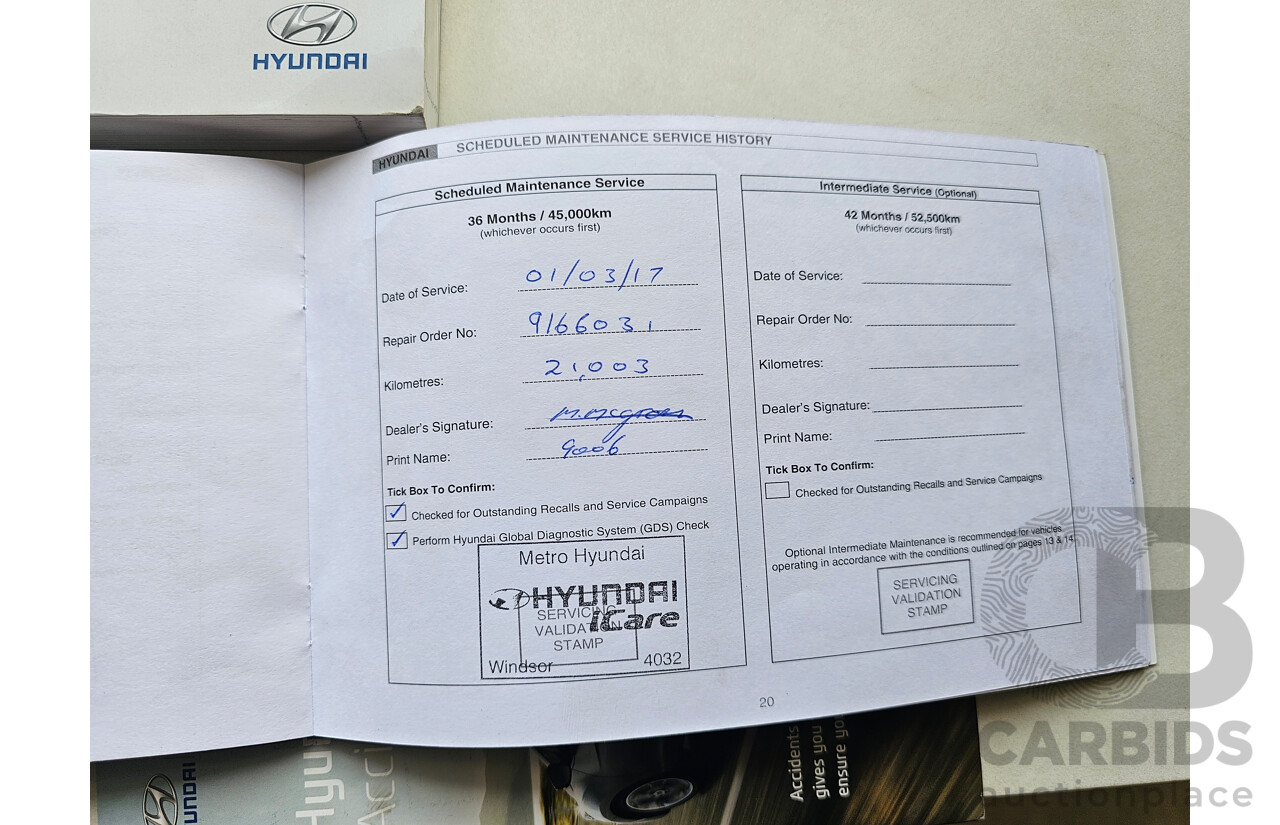 HYUNDAI
HYUNDAI SCHEDULED MAINTENANCE SERVICE HISTORY
Scheduled Maintenance Service
36 Months / 45,000km
(whichever occurs first)
Date of Service: 01/03/17
Repair Order No: 9166031
Kilometres: 21,003
Dealer's Signature:
Print Name: 9006
Tick Box To Confirm:
Checked for Outstanding Recalls and Service Campaigns
Perform Hyundai Global Diagnostic System (GDS) Check
Metro Hyundai
HYUNDAI
iCare
SERVICING
VALIDATION
STAMP
Windsor 4032
Intermediate Service (Optional)
42 Months / 52,500km
(whichever occurs first)
Date of Service:
Repair Order No:
Kilometres:
Dealer's Signature:
Print Name:
Tick Box To Confirm:
Checked for Outstanding Recalls and Service Campaigns
Optional Intermediate Maintenance is recommended for vehicles
operating in accordance with the conditions outlined on pages 13 & 14.
SERVICING
VALIDATION
STAMP
20
Accidents
gives you
ensure
CB
CARBIDS
auctionplace